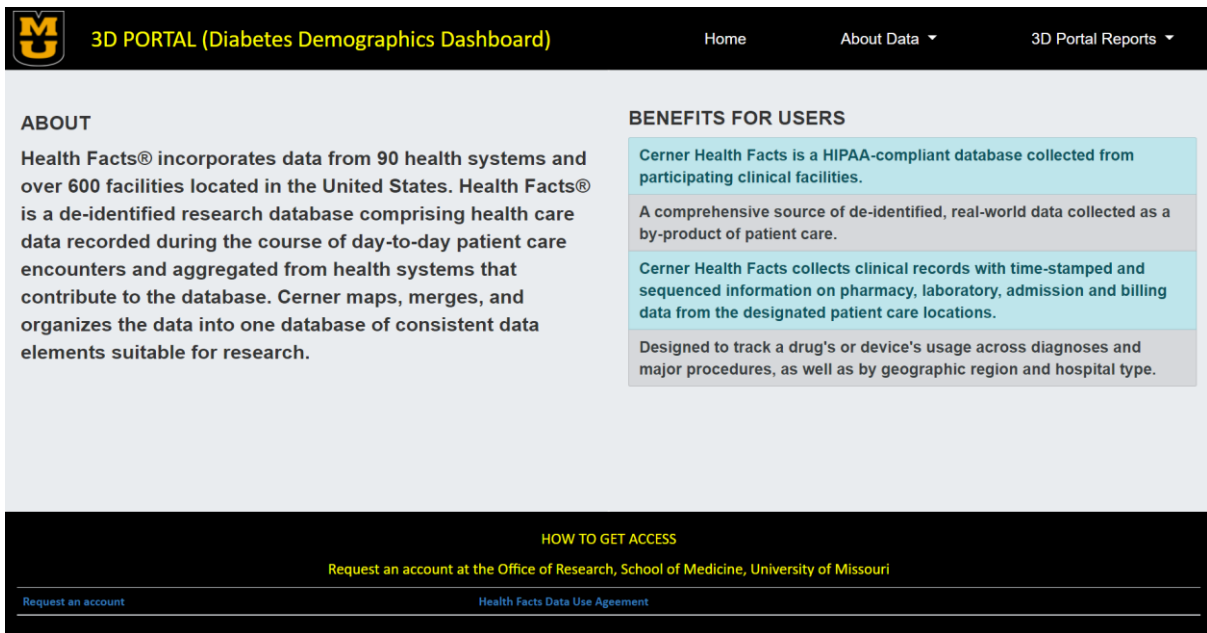 MU
3D PORTAL (Diabetes Demographics Dashboard)
Home
About Data
3D Portal Reports
ABOUT
Health Facts® incorporates data from 90 health systems and
over 600 facilities located in the United States. Health Facts®
is a de-identified research database comprising health care
data recorded during the course of day-to-day patient care
encounters and aggregated from health systems that
contribute to the database. Cerner maps, merges, and
organizes the data into one database of consistent data
elements suitable for research.
BENEFITS FOR USERS
Cerner Health Facts is a HIPAA-compliant database collected from
participating clinical facilities.
A comprehensive source of de-identified, real-world data collected as a
by-product of patient care.
Cerner Health Facts collects clinical records with time-stamped and
sequenced information on pharmacy, laboratory, admission and billing
data from the designated patient care locations.
Designed to track a drug's or device's usage across diagnoses and
major procedures, as well as by geographic region and hospital type.
HOW TO GET ACCESS
Request an account at the Office of Research, School of Medicine, University of Missouri
Request an account
Health Facts Data Use Ageement